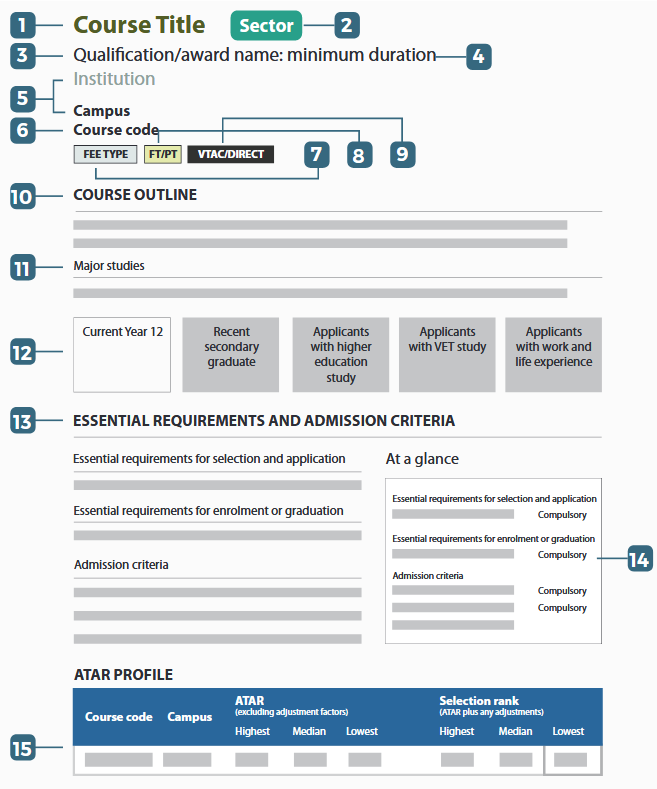 1 Course Title Sector 2
3 Qualification/award name: minimum duration 4
Institution
5
Campus
6 Course code
FEE TYPE FT/PT VTAC/DIRECT 7 8 9
10 COURSE OUTLINE
11 Major studies
12
Current Year 12
Recent
secondary
graduate
Applicants
with higher
education
study
Applicants
with VET study
Applicants
with work and
life experience
13 ESSENTIAL REQUIREMENTS AND ADMISSION CRITERIA
Essential requirements for selection and application
Essential requirements for enrolment or graduation
Admission criteria
At a glance
Essential requirements for selection and application
Compulsory
Essential requirements for enrolment or graduation
Compulsory
14
Admission criteria
Compulsory
Compulsory
ATAR PROFILE
Course code Campus
ATAR
(excluding adjustment factors)
Highest Median Lowest
Selection rank
(ATAR plus any adjustments)
Highest Median Lowest
15